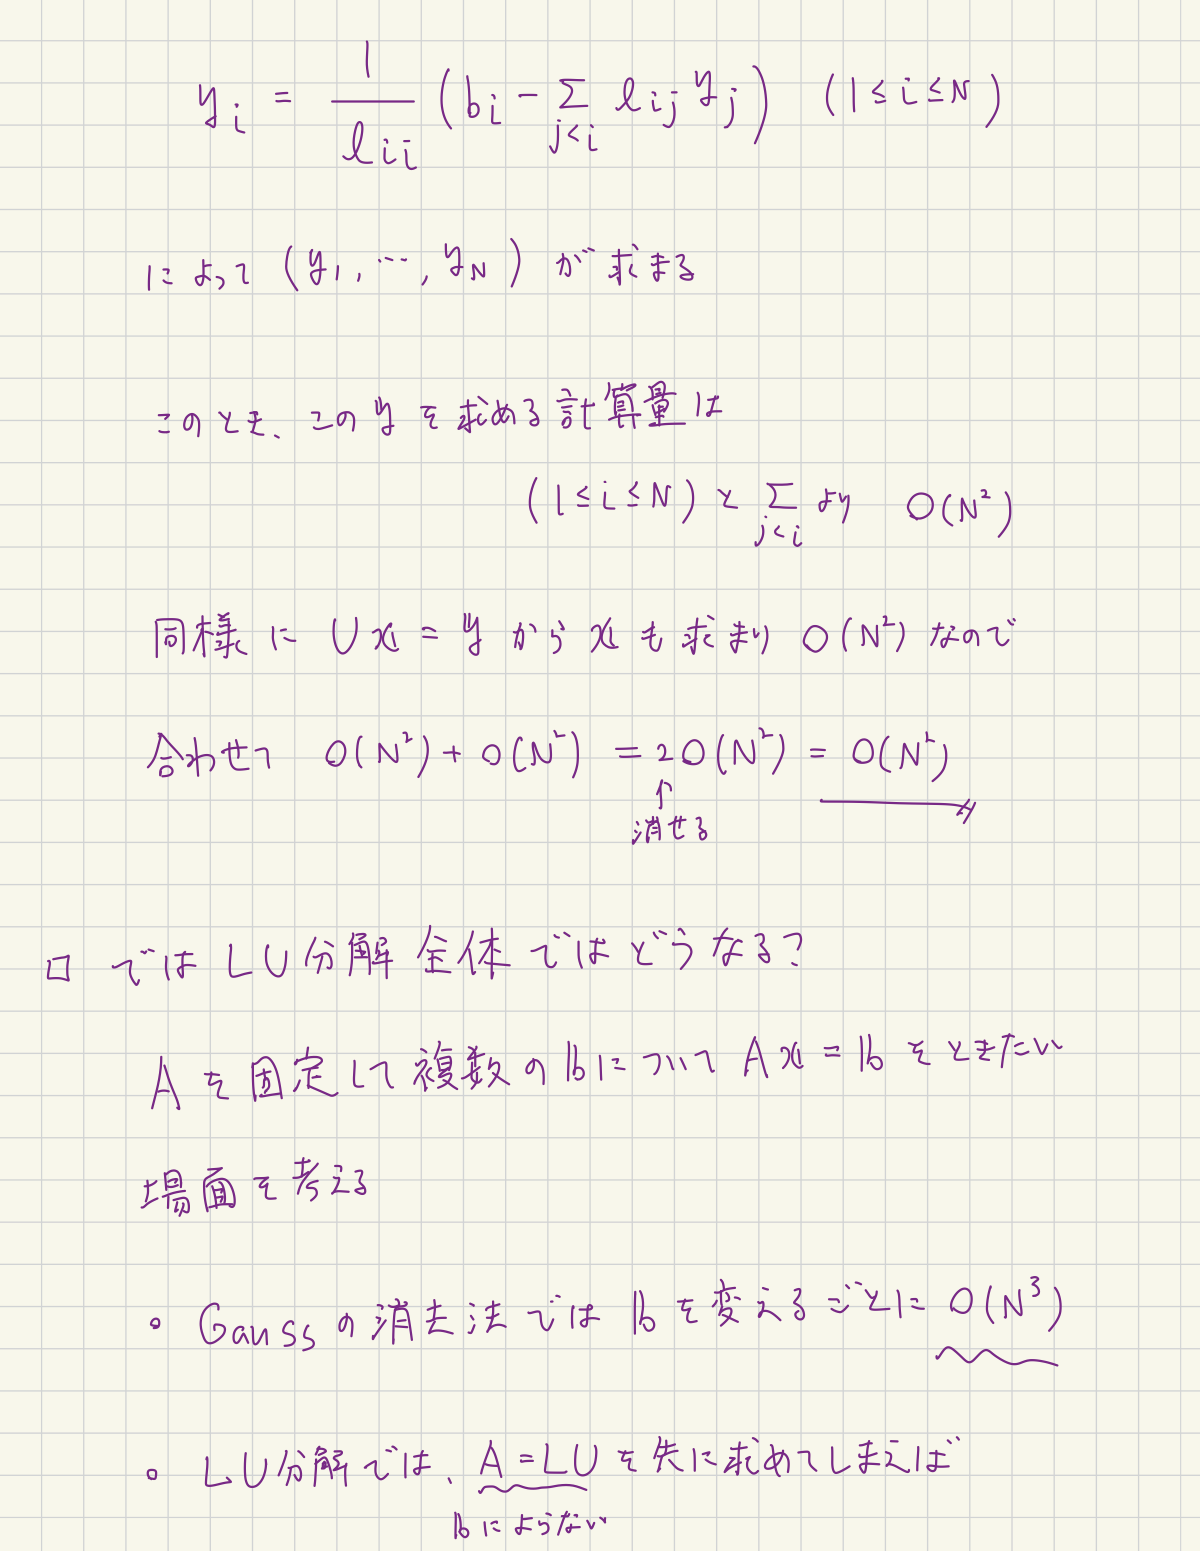 y_i = 1/l_ii (b_i - Σ_{j<i} l_ij y_j) (1≤i≤N)
によって (y_1, …, y_N) が求まる
このとき、この y を求める計算量は
(1≤i≤N) と Σ_{j<i} より O(N²)
同様に Ux = y から x も求まり O(N²) なので
合わせて O(N²) + O(N²) = 2O(N²) = O(N²)
↑
消せる
□ では LU分解全体ではどうなる?
A を固定して複数の b について Ax = b をときたい
場面を考える
○ Gaussの消去法では b を変えるごとに O(N³)
○ LU分解では、A=LU を先に求めてしまえば
b によらない